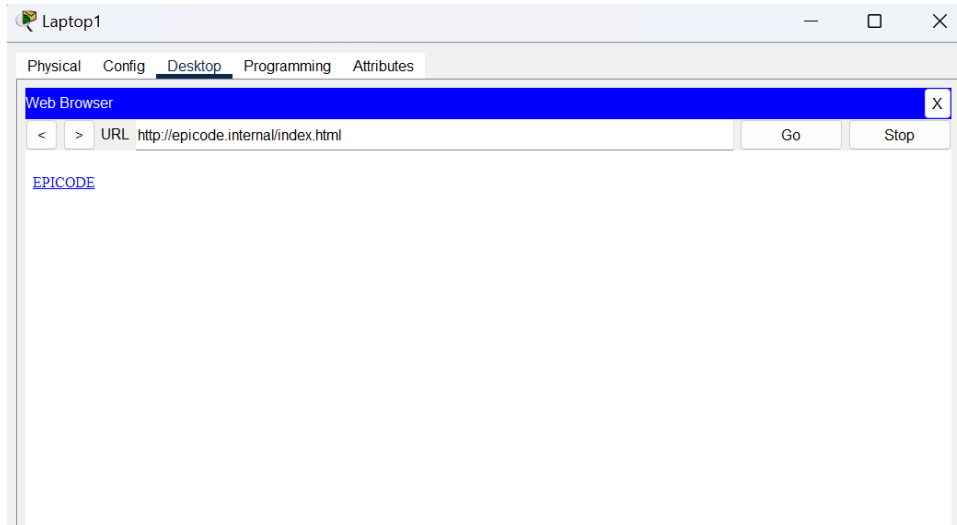 Laptop1
Physical Config Desktop Programming Attributes
Web Browser X
< > URL http://epicode.internal/index.html Go Stop
EPICODE